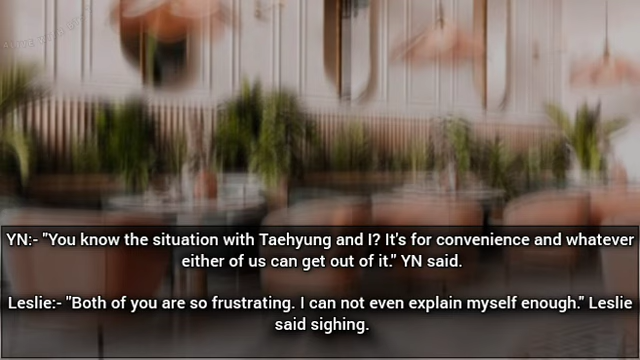 YN:- "You know the situation with Taehyung and I? It's for convenience and whatever
either of us can get out of it." YN said.
Leslie:- "Both of you are so frustrating. I can not even explain myself enough." Leslie
said sighing.